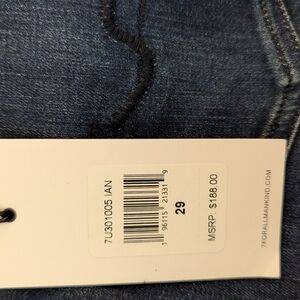 7U301005 IAN
1 96115 21331 9
29
MSRP. $188.00
7FORALLMANKIND.COM